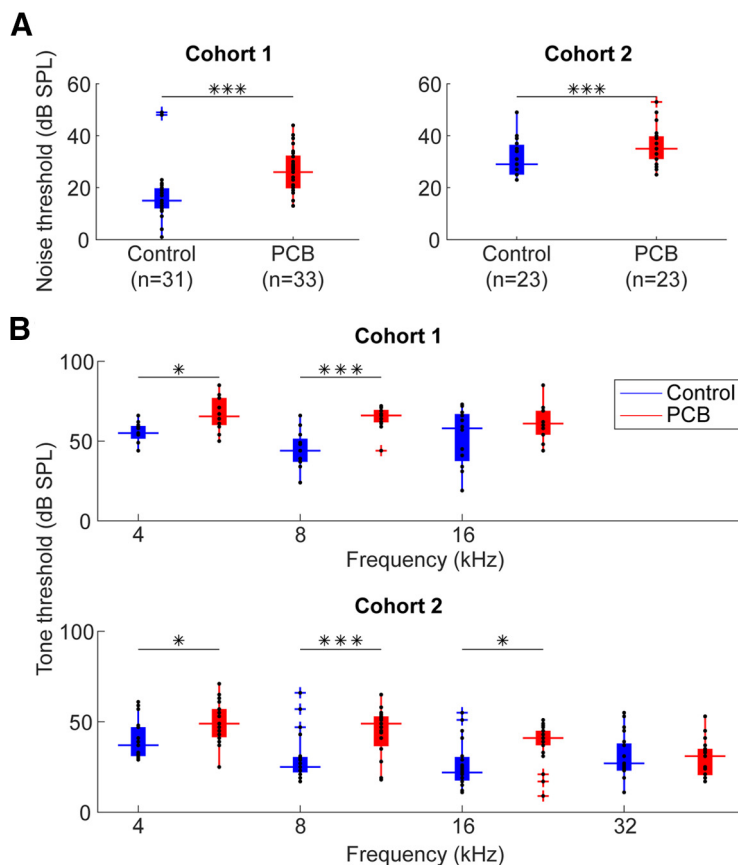 A
Cohort 1
Cohort 2
Noise threshold (dB SPL)
60
40
20
0
***
Control
(n=31)
PCB
(n=33)
60
40
20
0
***
Control
(n=23)
PCB
(n=23)
B
Cohort 1
Tone threshold (dB SPL)
100
50
0
*
***
Control
PCB
4
8
16
Frequency (kHz)
Cohort 2
100
50
0
*
***
*
4
8
16
32
Frequency (kHz)